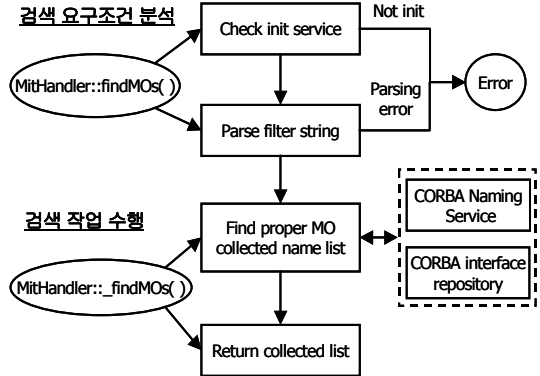 검색 요구조건 분석
Check init service
Not init
MitHandler::findMOs( )
Parsing
error
Error
Parse filter string
검색 작업 수행
Find proper MO
collected name list
CORBA Naming
Service
CORBA interface
repository
MitHandler::_findMOs( )
Return collected list